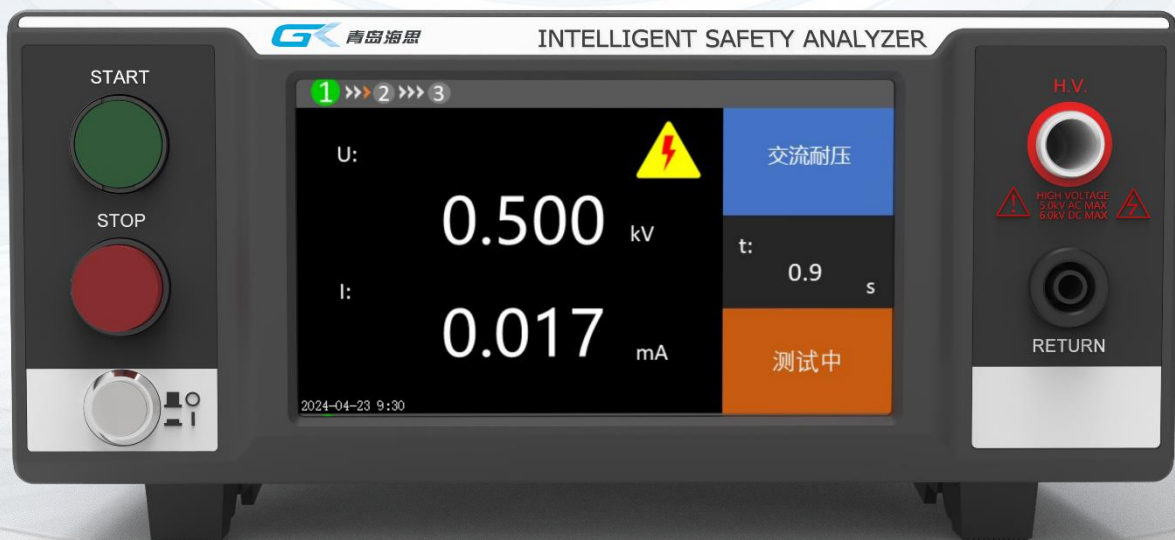 GK 青岛海思
INTELLIGENT SAFETY ANALYZER
START
STOP
1 >>> 2 >>> 3
U:
0.500 kV
I:
0.017 mA
2024-04-23 9:30
交流耐压
t:
0.9 s
测试中
H.V.
HIGH VOLTAGE
5.0kV AC MAX
6.0kV DC MAX
RETURN